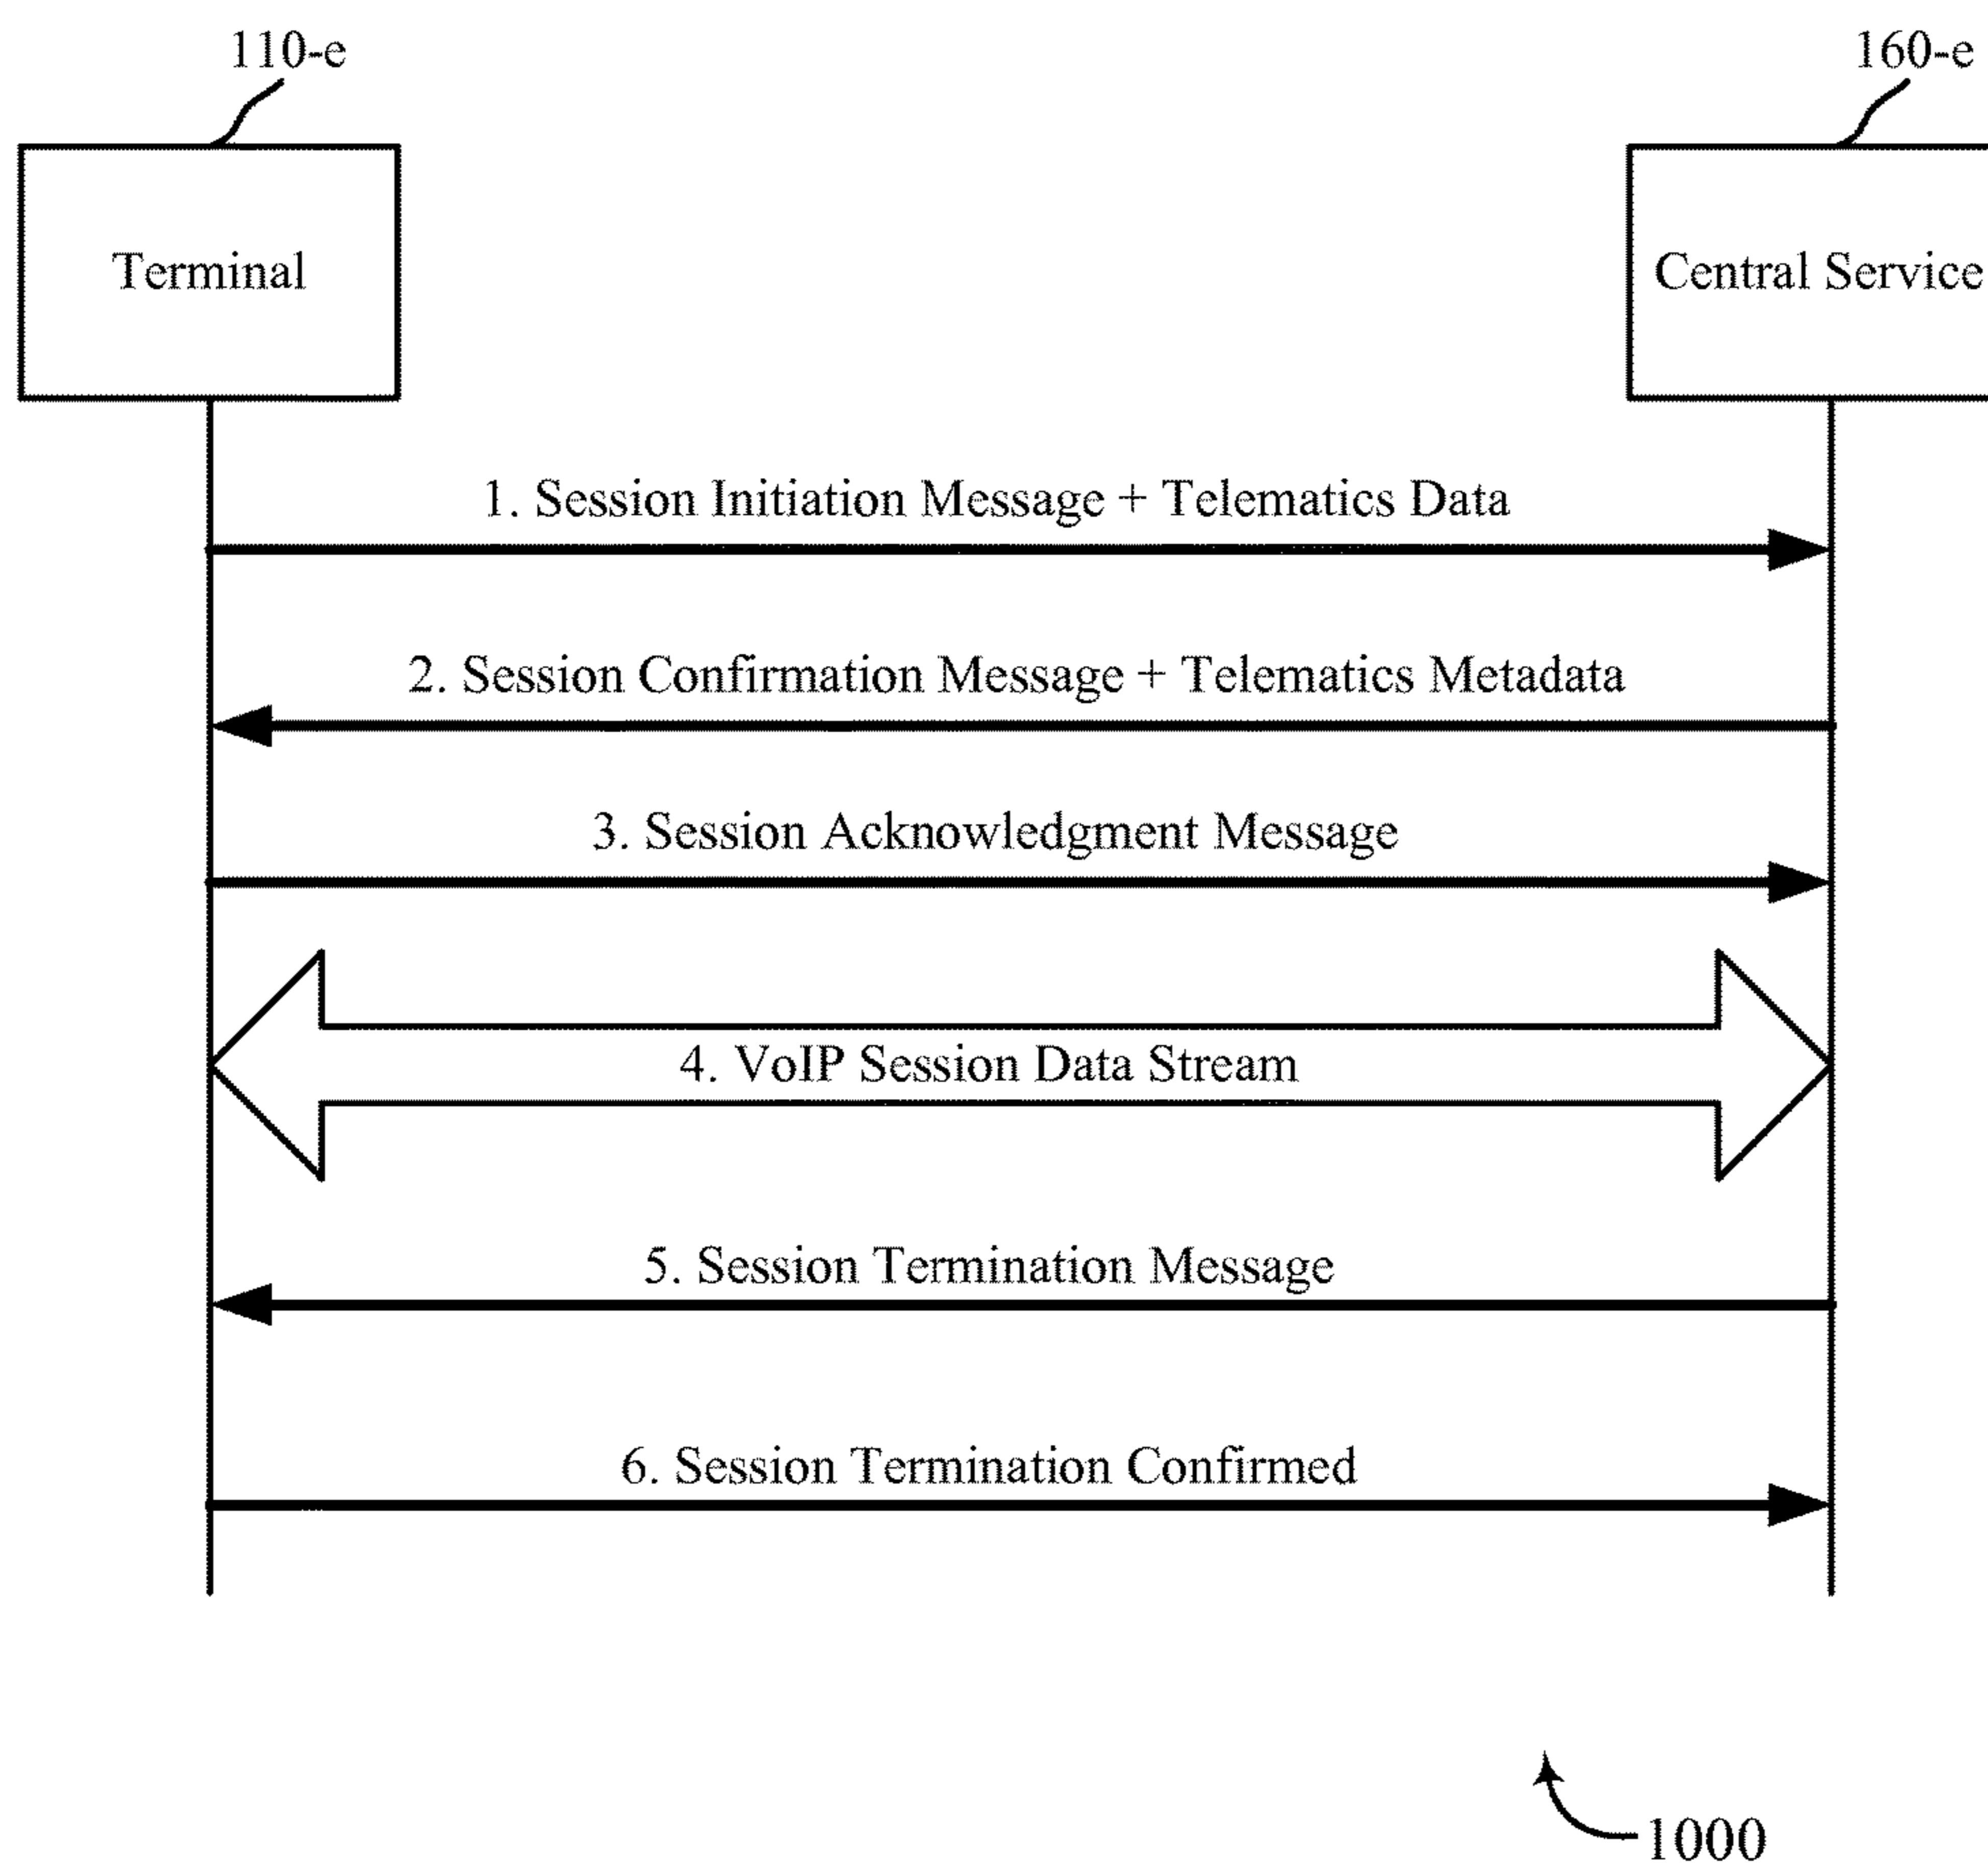 110-e
160-e
Terminal
Central Service
1. Session Initiation Message + Telematics Data
2. Session Confirmation Message + Telematics Metadata
3. Session Acknowledgment Message
4. VoIP Session Data Stream
5. Session Termination Message
6. Session Termination Confirmed
1000